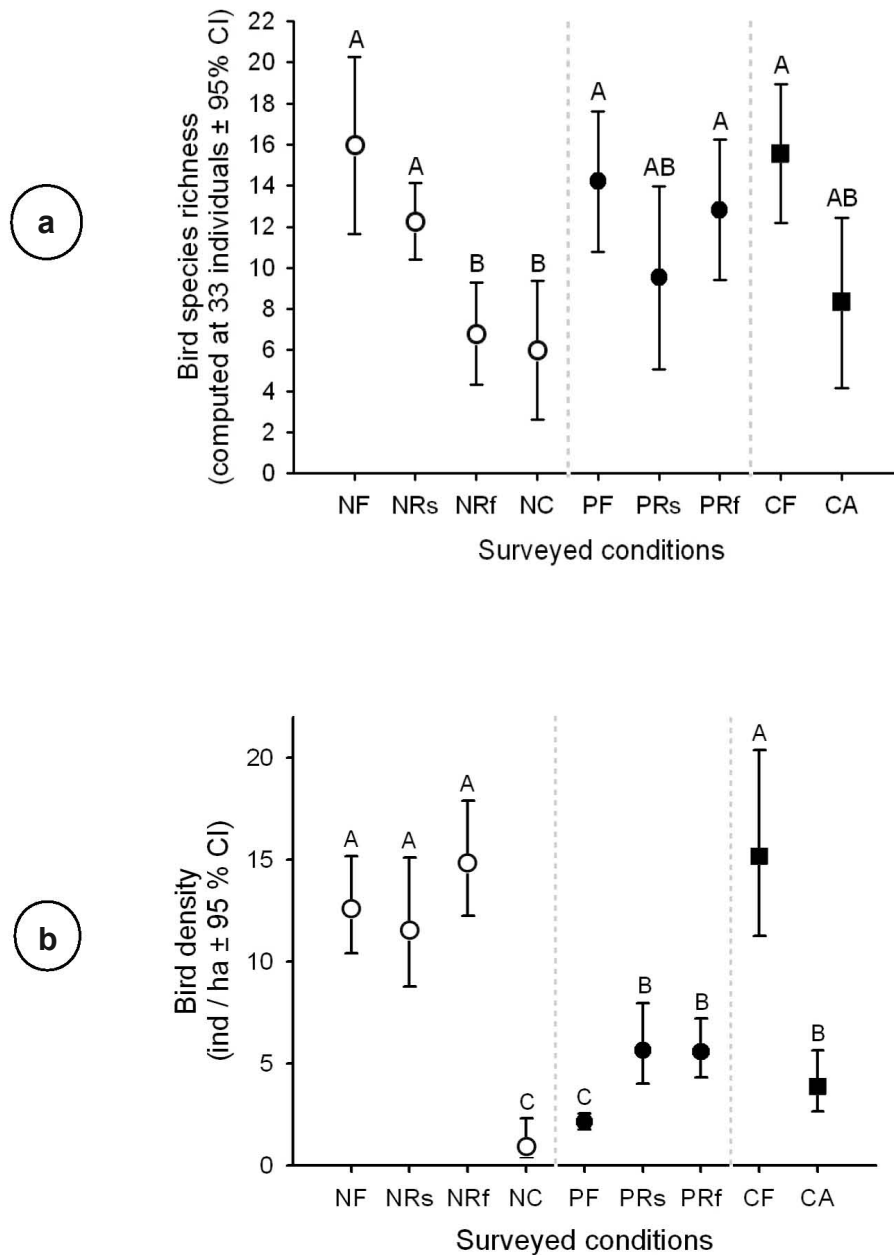 a
Bird species richness
(computed at 33 individuals ± 95% CI)
22
20
18
16
14
12
10
8
6
4
2
0
A
A
B
B
A
AB
A
A
AB
NF NRs NRf NC PF PRs PRf CF CA
Surveyed conditions
b
Bird density
(ind / ha ± 95 % CI)
20
15
10
5
0
A
A
A
C
C
B
B
A
B
NF NRs NRf NC PF PRs PRf CF CA
Surveyed conditions